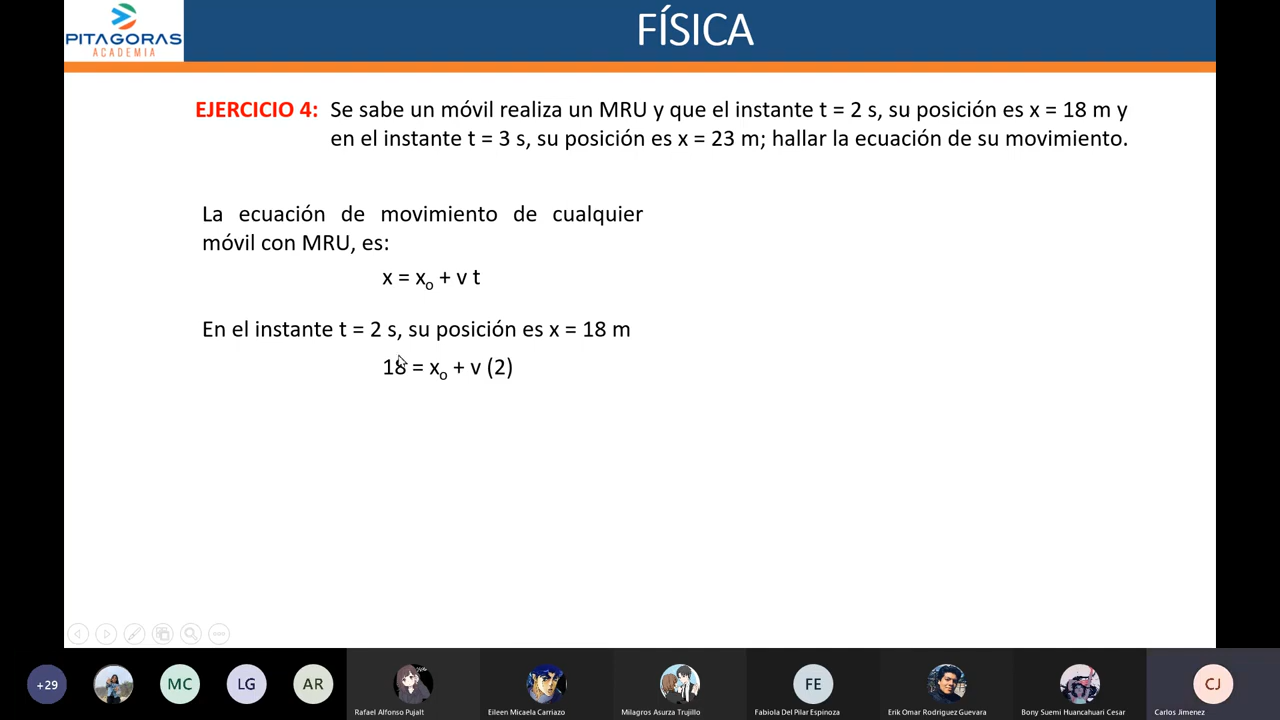 PITAGORAS
ACADEMIA
FÍSICA
EJERCICIO 4: Se sabe un móvil realiza un MRU y que el instante t = 2 s, su posición es x = 18 m y
en el instante t = 3 s, su posición es x = 23 m; hallar la ecuación de su movimiento.
La ecuación de movimiento de cualquier
móvil con MRU, es:
x = xo + v t
En el instante t = 2 s, su posición es x = 18 m
18 = xo + v (2)
+29
MC
LG
AR
FE
CJ
Rafael Alfonso Pujalt
Eileen Micaela Carriazo
Milagros Asurza Trujillo
Fabiola Del Pilar Espinoza
Erik Omar Rodriguez Guevara
Bony Suemi Huancahuari Cesar
Carlos Jimenez